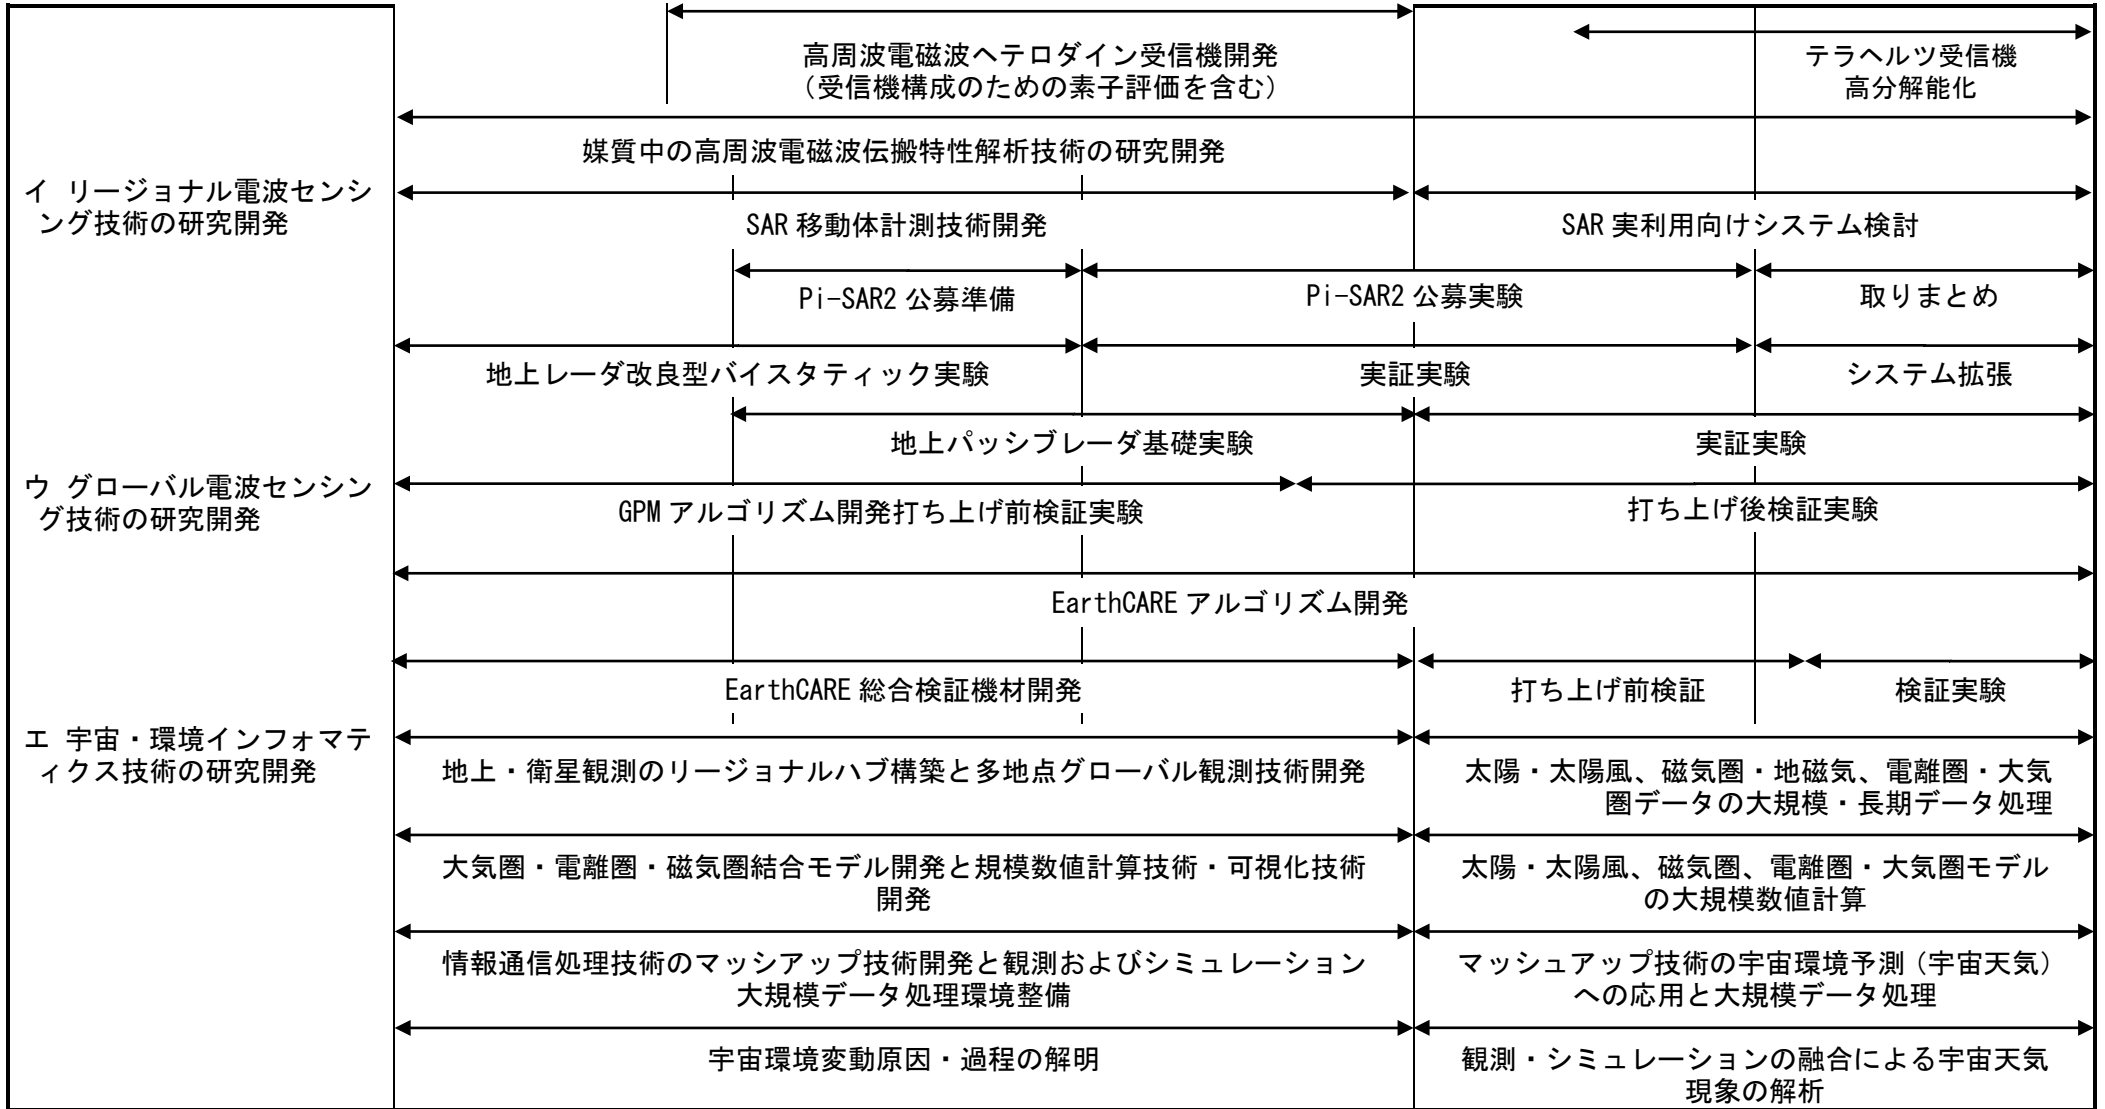 高周波電磁波ヘテロダイン受信機開発
（受信機構成のための素子評価を含む）
テラヘルツ受信機
高分解能化
媒質中の高周波電磁波伝搬特性解析技術の研究開発
イ リージョナル電波センシ
ング技術の研究開発
SAR 移動体計測技術開発
SAR 実利用向けシステム検討
Pi-SAR2 公募準備
Pi-SAR2 公募実験
取りまとめ
地上レーダ改良型バイスタティック実験
実証実験
システム拡張
地上パッシブレーダ基礎実験
実証実験
ウ グローバル電波センシン
グ技術の研究開発
GPM アルゴリズム開発打ち上げ前検証実験
打ち上げ後検証実験
EarthCARE アルゴリズム開発
EarthCARE 総合検証機材開発
打ち上げ前検証
検証実験
エ 宇宙・環境インフォマテ
ィクス技術の研究開発
地上・衛星観測のリージョナルハブ構築と多地点グローバル観測技術開発
太陽・太陽風、磁気圏・地磁気、電離圏・大気
圏データの大規模・長期データ処理
大気圏・電離圏・磁気圏結合モデル開発と規模数値計算技術・可視化技術
開発
太陽・太陽風、磁気圏、電離圏・大気圏モデル
の大規模数値計算
情報通信処理技術のマッシアップ技術開発と観測およびシミュレーション
大規模データ処理環境整備
マッシュアップ技術の宇宙環境予測（宇宙天気）
への応用と大規模データ処理
宇宙環境変動原因・過程の解明
観測・シミュレーションの融合による宇宙天気
現象の解析